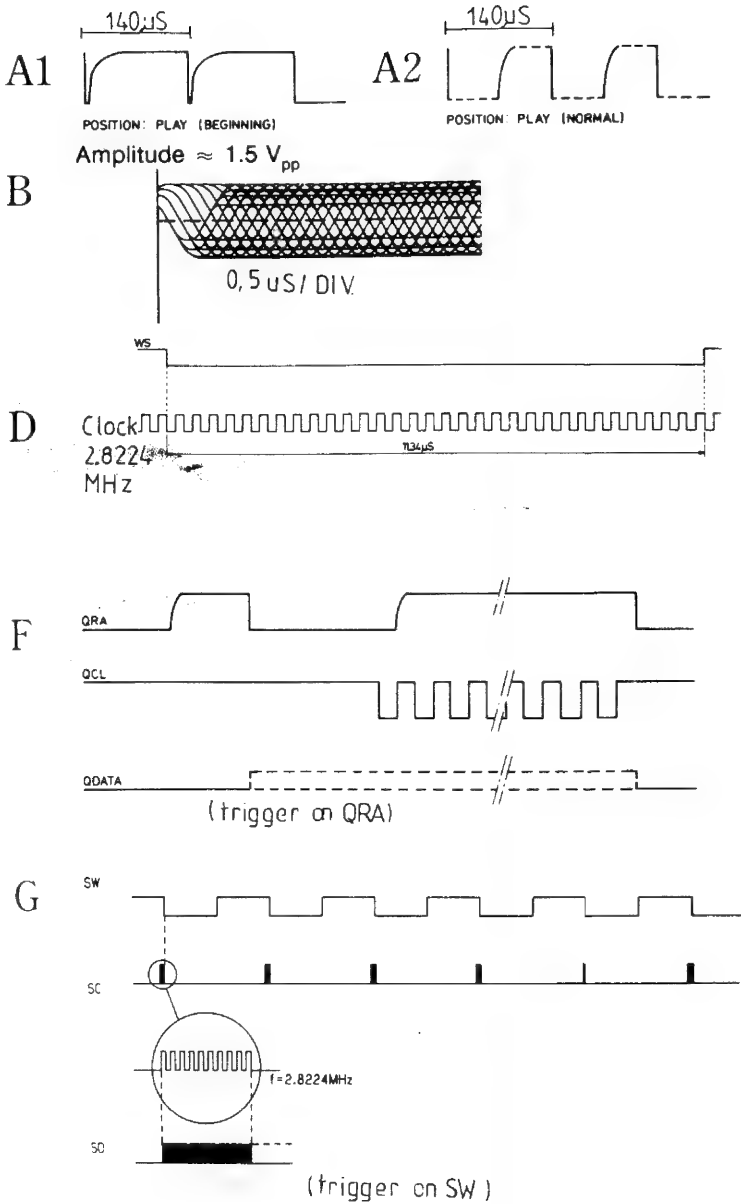 140µS
140µS
A1
A2
POSITION: PLAY (BEGINNING)
POSITION: PLAY (NORMAL)
Amplitude ≈ 1.5 Vpp
B
0,5 uS/ DIV.
WS
D
Clock
2.8224
MHz
11.34µS
F
QRA
QCL
QDATA
(trigger on QRA)
G
SW
SC
f=2.8224MHz
SD
(trigger on SW)